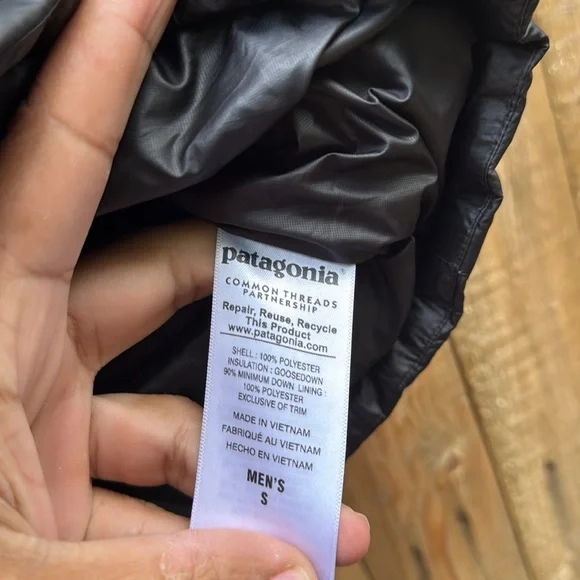 patagonia®
COMMON THREADS
PARTNERSHIP
Repair, Reuse, Recycle
This Product
www.patagonia.com
SHELL : 100% POLYESTER
INSULATION : GOOSEDOWN
90% MINIMUM DOWN LINING :
100% POLYESTER
EXCLUSIVE OF TRIM
MADE IN VIETNAM
FABRIQUÉ AU VIETNAM
HECHO EN VIETNAM
MEN'S
S